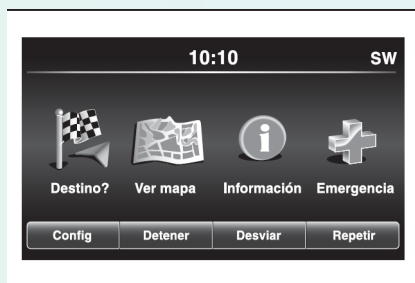 10:10 SW
Destino? Ver mapa Información Emergencia
Config Detener Desviar Repetir